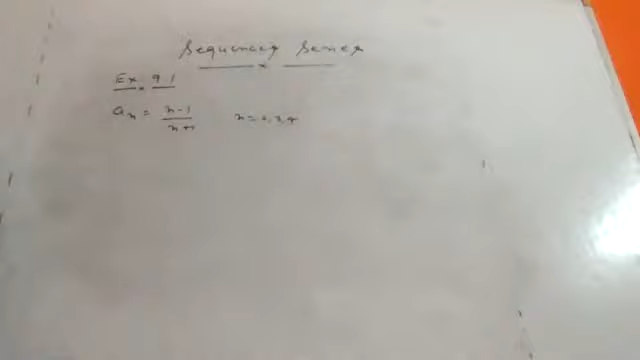 Sequences Series
Ex. 9.1
aₙ = n-1/n+1 n=